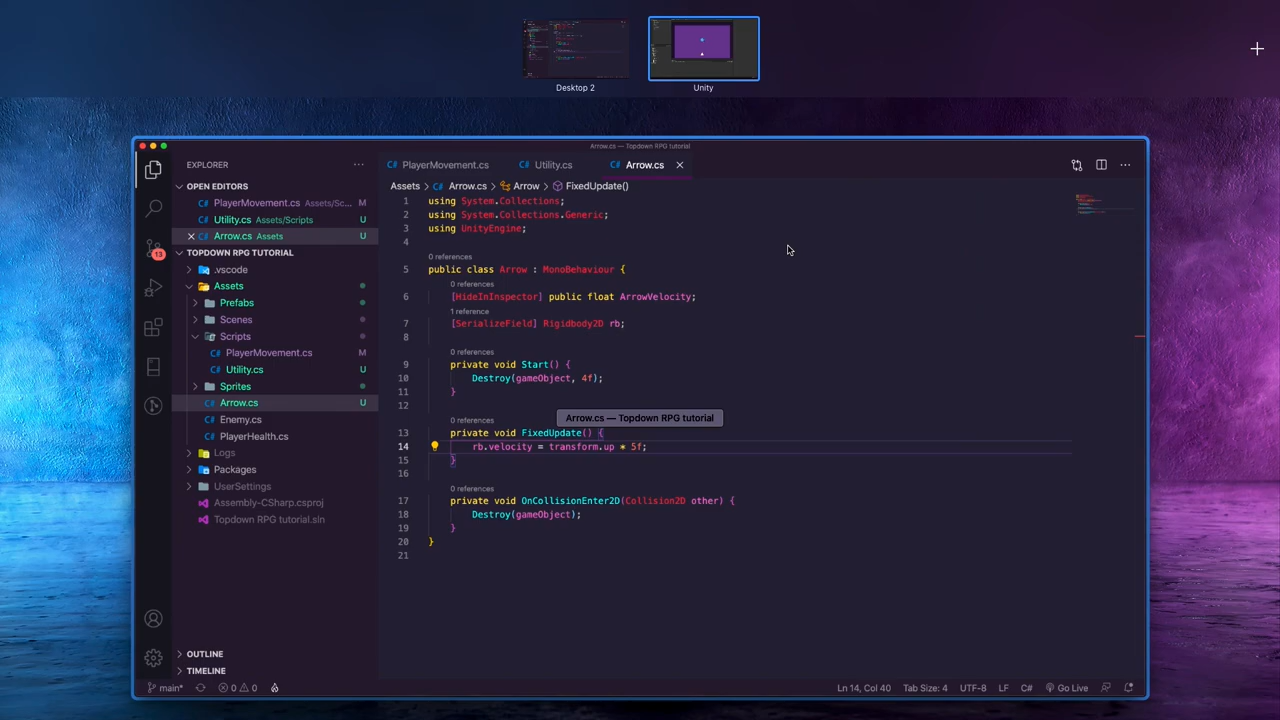 Desktop 2
Unity
Arrow.cs — Topdown RPG tutorial
EXPLORER
OPEN EDITORS
PlayerMovement.cs Assets/Sc... M
Utility.cs Assets/Scripts U
Arrow.cs Assets U
TOPDOWN RPG TUTORIAL
.vscode
Assets
Prefabs
Scenes
Scripts
PlayerMovement.cs M
Utility.cs U
Sprites
Arrow.cs U
Enemy.cs
PlayerHealth.cs
Logs
Packages
UserSettings
Assembly-CSharp.csproj
Topdown RPG tutorial.sln
OUTLINE
TIMELINE
13
PlayerMovement.cs
Utility.cs
Arrow.cs
Assets > Arrow.cs > Arrow > FixedUpdate()
1 using System.Collections;
2 using System.Collections.Generic;
3 using UnityEngine;
4
0 references
5 public class Arrow : MonoBehaviour {
0 references
6 [HideInInspector] public float ArrowVelocity;
1 reference
7 [SerializeField] Rigidbody2D rb;
8
0 references
9 private void Start() {
10 Destroy(gameObject, 4f);
11 }
12
Arrow.cs — Topdown RPG tutorial
0 references
13 private void FixedUpdate() {
14 rb.velocity = transform.up * 5f;
15 }
16
0 references
17 private void OnCollisionEnter2D(Collision2D other) {
18 Destroy(gameObject);
19 }
20 }
21
main* 0 0 Ln 14, Col 40 Tab Size: 4 UTF-8 LF C# Go Live